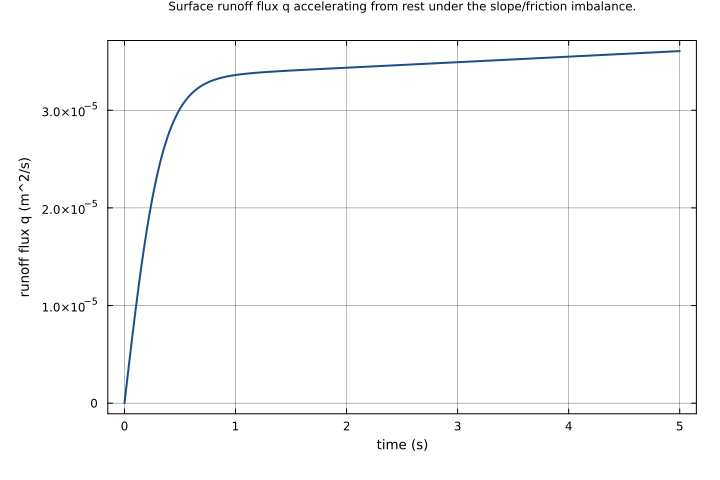 Surface runoff flux q accelerating from rest under the slope/friction imbalance.
runoff flux q (m^2/s)
3.0×10⁻⁵
2.0×10⁻⁵
1.0×10⁻⁵
0
0 1 2 3 4 5
time (s)